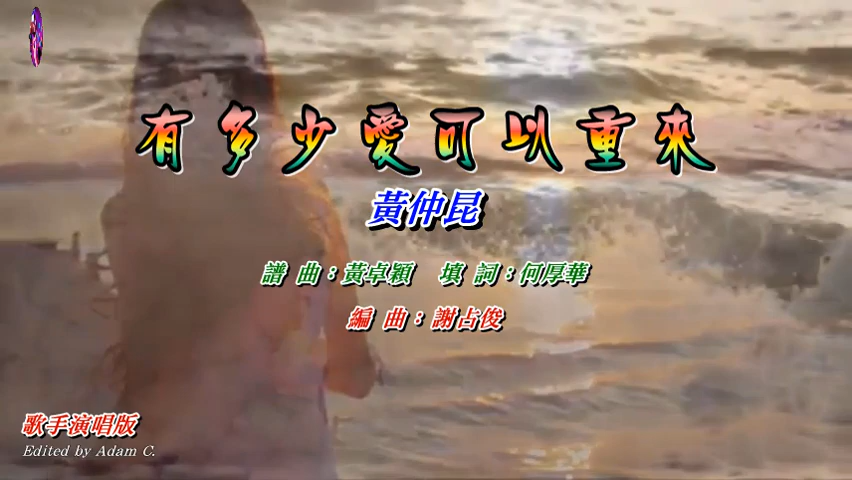 有多少愛可以重來
黃仲昆
譜 曲：黃卓穎 填 詞：何厚華
編 曲：謝占俊
歌手演唱版
Edited by Adam C.